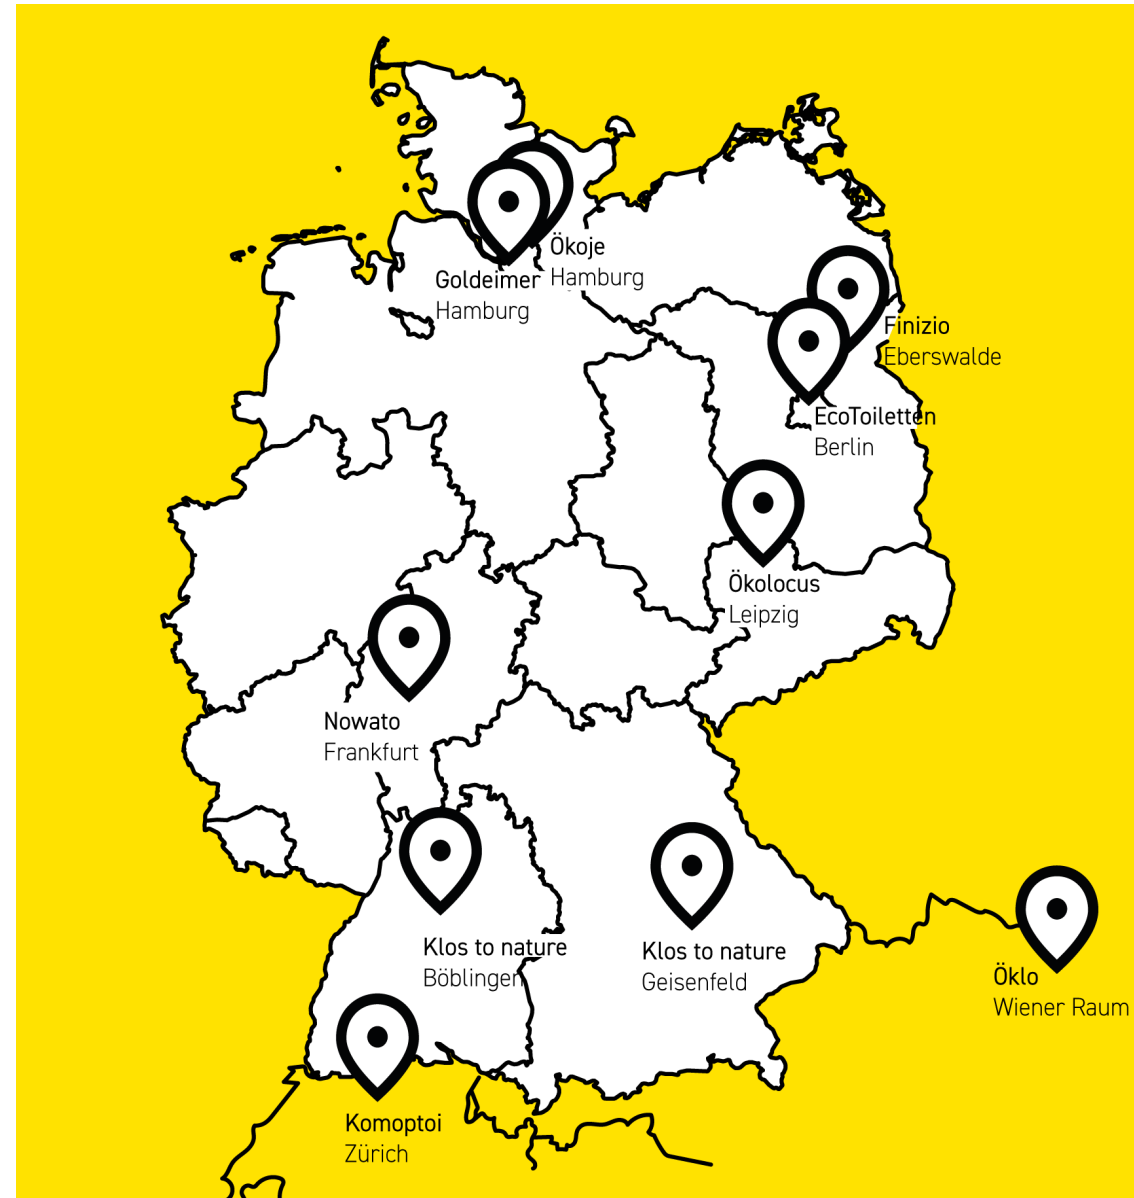 Ökoje
Hamburg
Goldeimer
Hamburg
Finizio
Eberswalde
EcoToiletten
Berlin
Ökolocus
Leipzig
Nowato
Frankfurt
Klos to nature
Böblingen
Klos to nature
Geisenfeld
Öklo
Wiener Raum
Komoptoi
Zürich